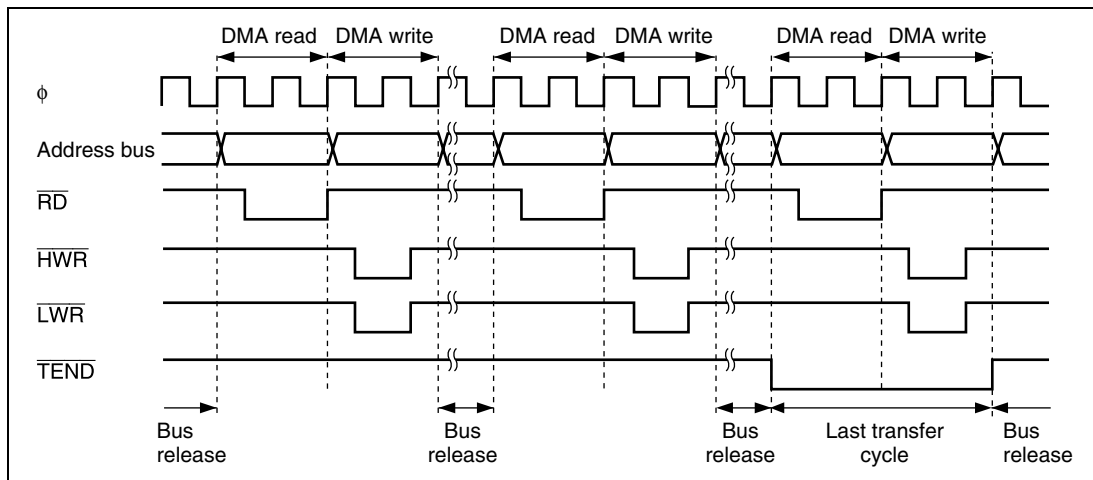 DMA read DMA write DMA read DMA write DMA read DMA write
ϕ
Address bus
RD
HWR
LWR
TEND
Bus release
Bus release
Bus release
Last transfer cycle
Bus release